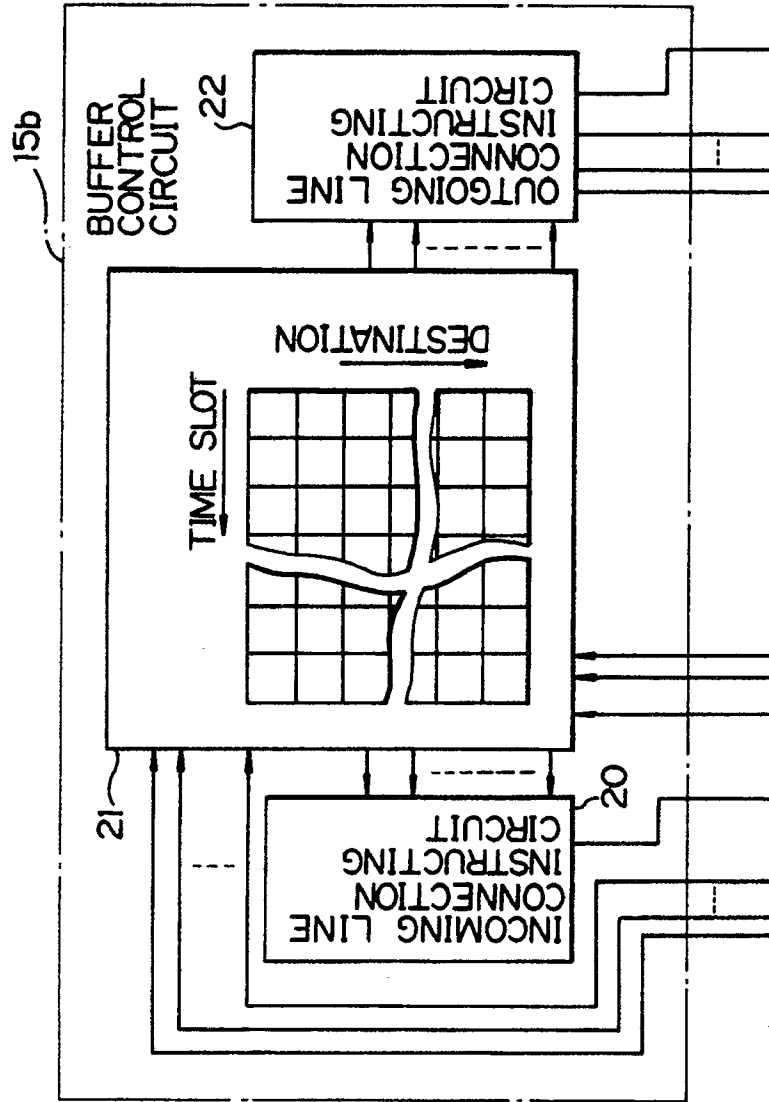 15b
BUFFER
CONTROL
CIRCUIT
22
OUTGOING LINE
CONNECTION
INSTRUCTING
CIRCUIT
DESTINATION
TIME SLOT
21
20
INCOMING LINE
CONNECTION
INSTRUCTING
CIRCUIT